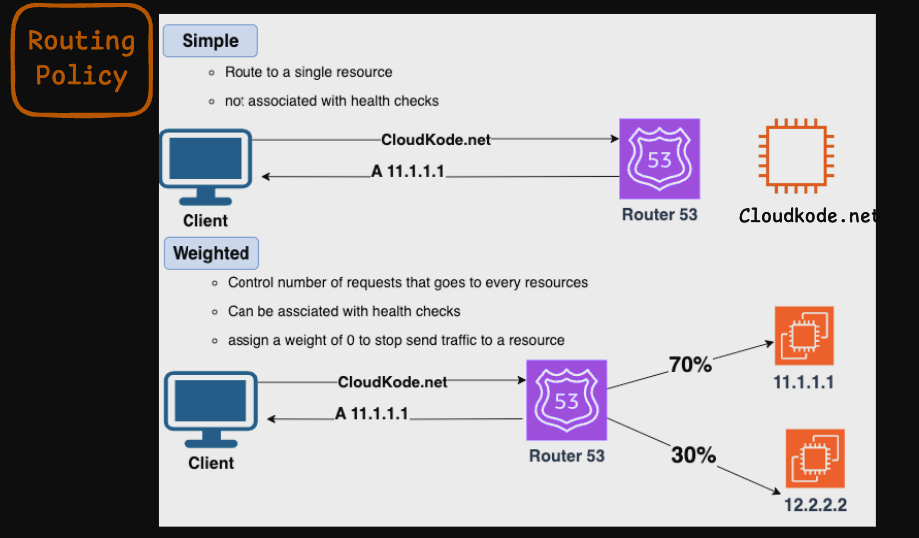 Routing
Policy
Simple
Route to a single resource
not associated with health checks
CloudKode.net
A 11.1.1.1
53
Client
Router 53
Cloudkode.net
Weighted
Control number of requests that goes to every resources
Can be assciated with health checks
assign a weight of 0 to stop send traffic to a resource
CloudKode.net
A 11.1.1.1
53
Client
Router 53
70%
11.1.1.1
30%
12.2.2.2